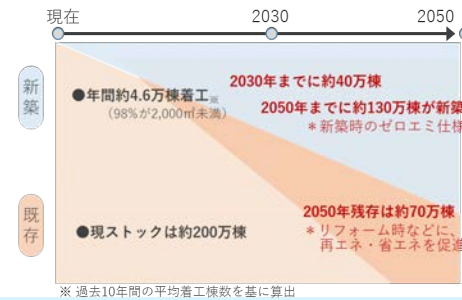 現在 2030 2050
新築
●年間約4.6万棟着工※
（98%が2,000㎡未満）
2030年までに約40万棟
2050年までに約130万棟が新築
＊新築時のゼロエミ仕様
既存
●現ストックは約200万棟
2050年残存は約70万棟
＊リフォーム時などに、
再エネ・省エネを促進
※ 過去10年間の平均着工棟数を基に算出